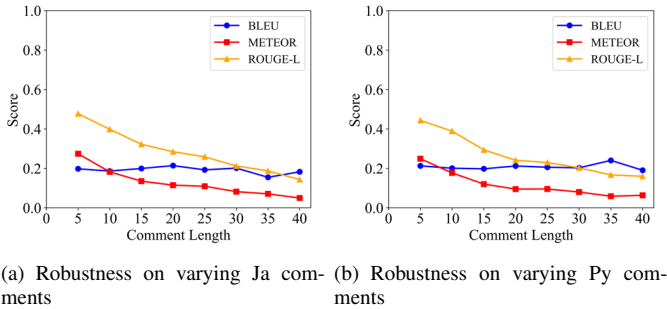 1.0
0.8
0.6
0.4
0.2
0.0
Score
0 5 10 15 20 25 30 35 40
Comment Length
BLEU
METEOR
ROUGE-L
1.0
0.8
0.6
0.4
0.2
0.0
Score
0 5 10 15 20 25 30 35 40
Comment Length
BLEU
METEOR
ROUGE-L
(a) Robustness on varying Ja com-
ments
(b) Robustness on varying Py com-
ments